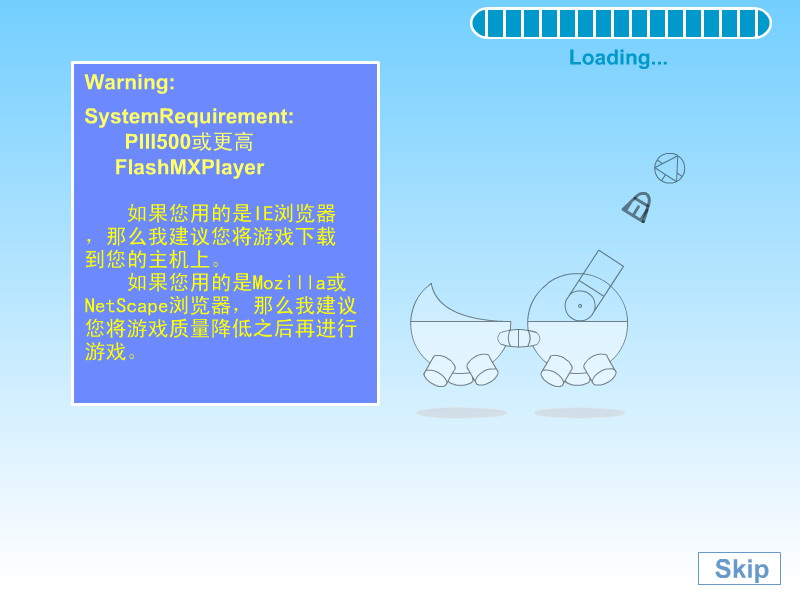 Loading...
Warning:
SystemRequirement:
PIII500或更高
FlashMXPlayer
如果您用的是IE浏览器
，那么我建议您将游戏下载
到您的主机上。
如果您用的是Mozilla或
NetScape浏览器，那么我建议
您将游戏质量降低之后再进行
游戏。
Skip